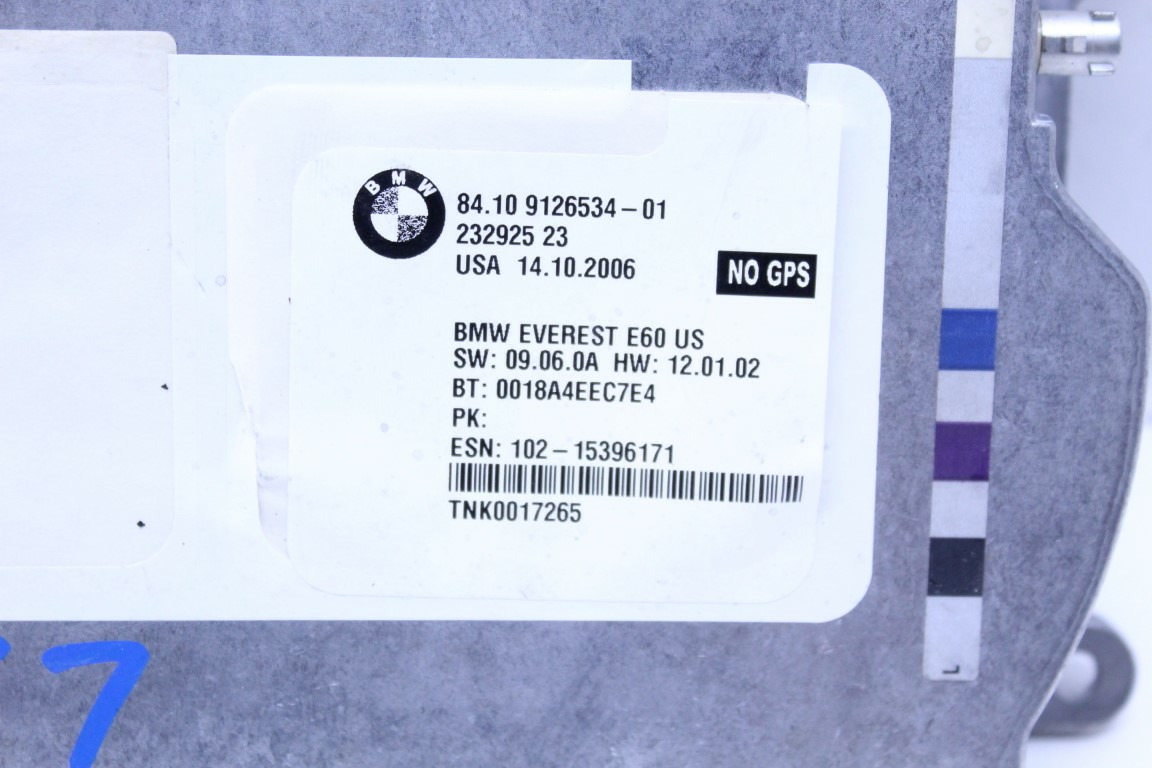 BMW
84.10 9126534-01
232925 23
USA 14.10.2006
NO GPS
BMW EVEREST E60 US
SW: 09.06.0A HW: 12.01.02
BT: 0018A4EEC7E4
PK:
ESN: 102-15396171
TNK0017265
L
7